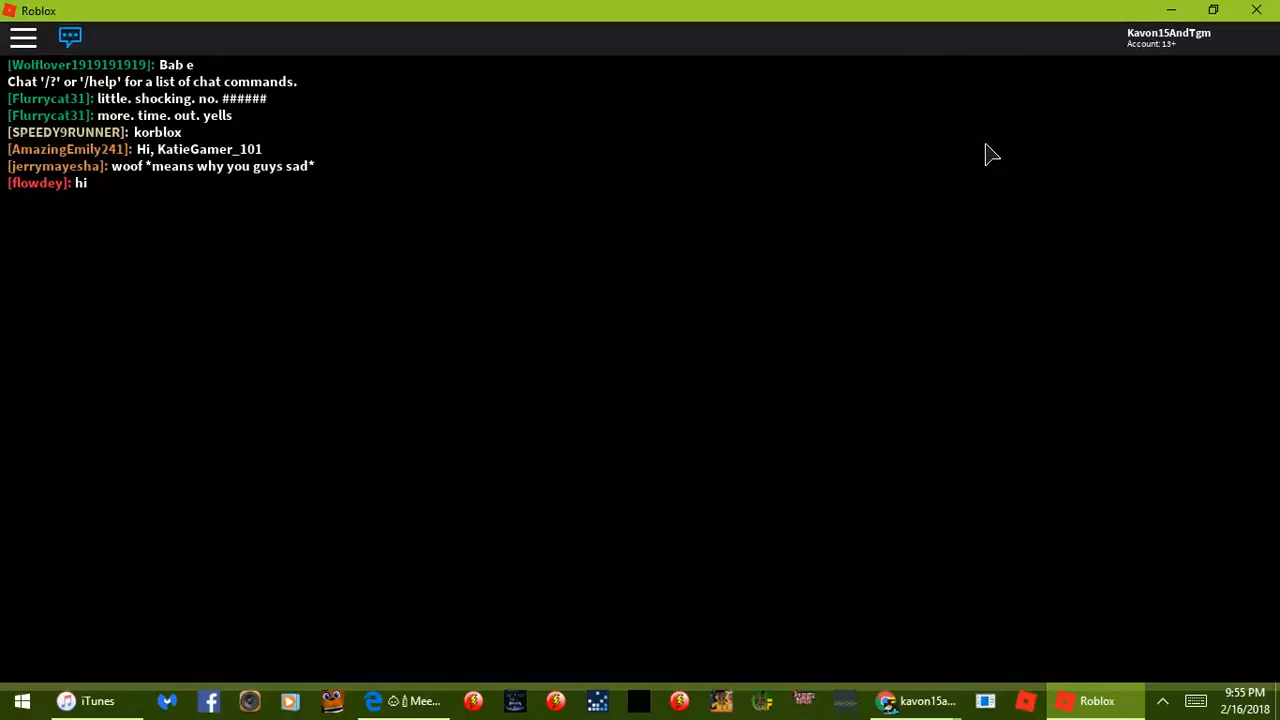 Roblox
Kavon15AndTgm
Account: 13+
[Wolflover1919191919]: Bab e
Chat '/?' or '/help' for a list of chat commands.
[Flurrycat31]: little. shocking. no. ######
[Flurrycat31]: more. time. out. yells
[SPEEDY9RUNNER]: korblox
[AmazingEmily241]: Hi, KatieGamer_101
[jerrymayesha]: woof *means why you guys sad*
[flowdey]: hi
iTunes
Mee...
kavon15a...
Roblox
9:55 PM
2/16/2018